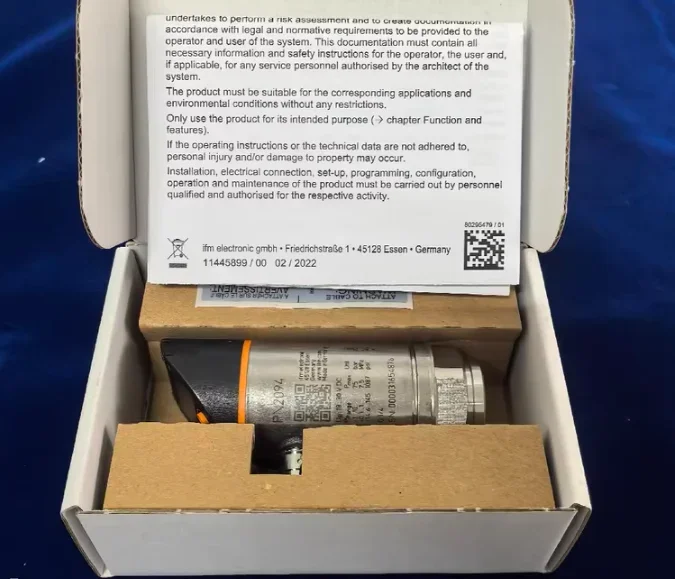 undertakes to perform a risk assessment and to create documentation in
accordance with legal and normative requirements to be provided to the
operator and user of the system. This documentation must contain all
necessary information and safety instructions for the operator, the user and,
if applicable, for any service personnel authorised by the architect of the
system.
The product must be suitable for the corresponding applications and
environmental conditions without any restrictions.
Only use the product for its intended purpose (→ chapter Function and
features).
If the operating instructions or the technical data are not adhered to,
personal injury and/or damage to property may occur.
Installation, electrical connection, set-up, programming, configuration,
operation and maintenance of the product must be carried out by personnel
qualified and authorised for the respective activity.
80295479 / 01
ifm electronic gmbh • Friedrichstraße 1 • 45128 Essen • Germany
11445899 / 00 02 / 2022
ATTACH TO CABLE
À ATTACHER SUR LE CÂBLE
AVERTISSEMENT
PN2094